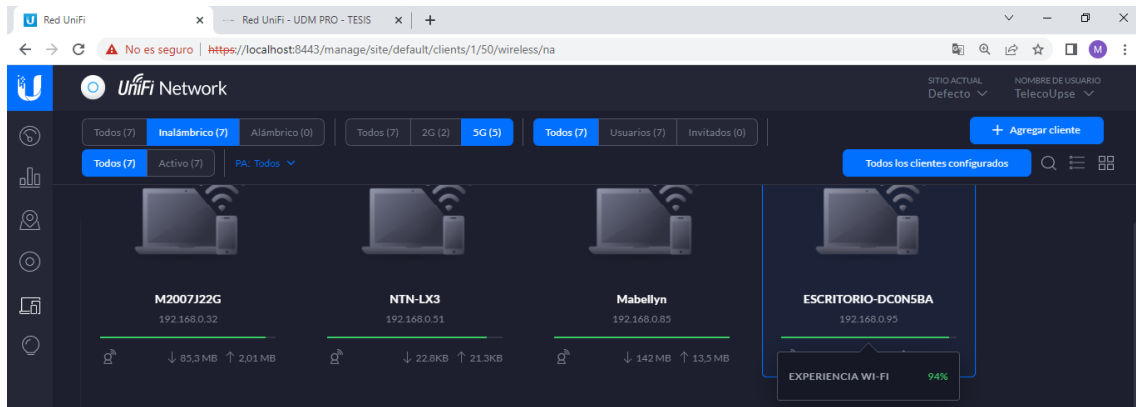 Red UniFi
Red UniFi - UDM PRO - TESIS
No es seguro | https://localhost:8443/manage/site/default/clients/1/50/wireless/na
M
UniFi Network
SITIO ACTUAL
Defecto
NOMBRE DE USUARIO
TelecoUpse
Todos (7) Inalámbrico (7) Alámbrico (0) Todos (7) 2G (2) 5G (5) Todos (7) Usuarios (7) Invitados (0) + Agregar cliente
Todos (7) Activo (7) PA: Todos Todos los clientes configurados
M2007J22G NTN-LX3 Mabellyn ESCRITORIO-DC0N5BA
192.168.0.32 192.168.0.51 192.168.0.85 192.168.0.95
↓ 85,3 MB ↑ 2,01 MB ↓ 22.8KB ↑ 21.3KB ↓ 142 MB ↑ 13,5 MB
EXPERIENCIA WI-FI 94%